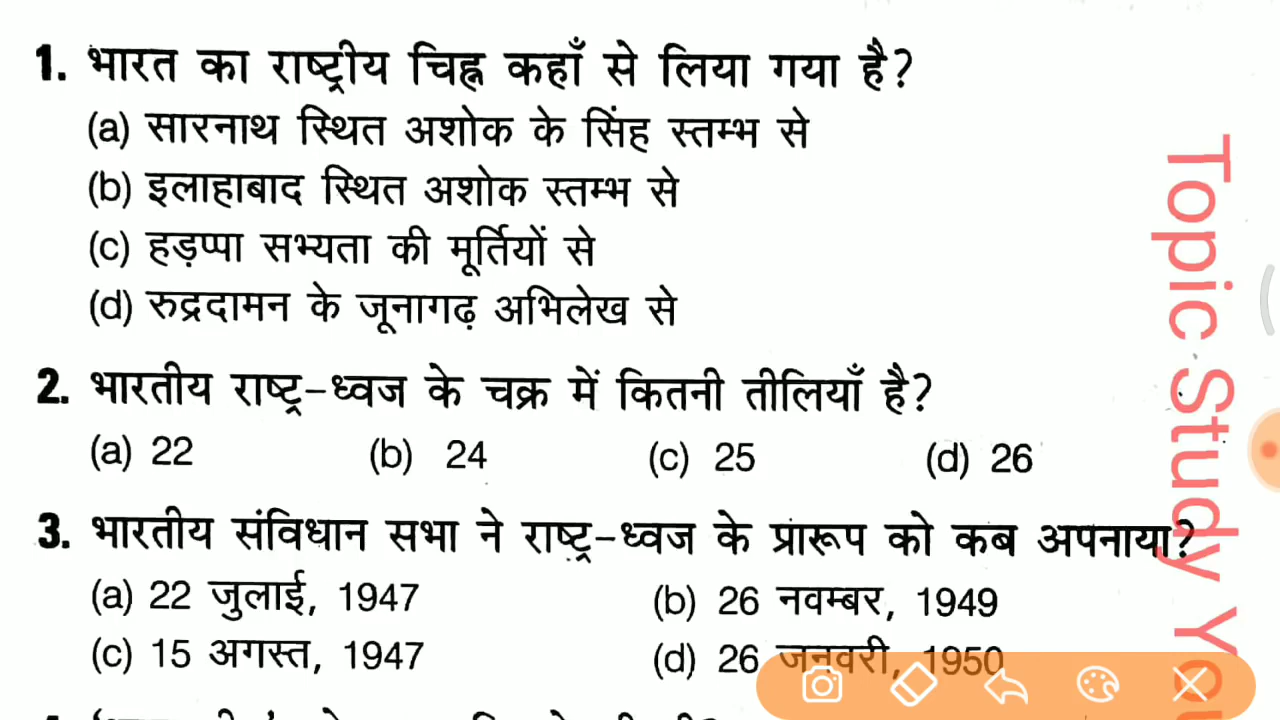 1. भारत का राष्ट्रीय चिह्न कहाँ से लिया गया है?
(a) सारनाथ स्थित अशोक के सिंह स्तम्भ से
(b) इलाहाबाद स्थित अशोक स्तम्भ से
(c) हड़प्पा सभ्यता की मूर्तियों से
(d) रुद्रदामन के जूनागढ़ अभिलेख से
2. भारतीय राष्ट्र-ध्वज के चक्र में कितनी तीलियाँ है?
(a) 22 (b) 24 (c) 25 (d) 26
3. भारतीय संविधान सभा ने राष्ट्र-ध्वज के प्रारूप को कब अपनाया?
(a) 22 जुलाई, 1947 (b) 26 नवम्बर, 1949
(c) 15 अगस्त, 1947 (d) 26 जनवरी, 1950
Topic Study